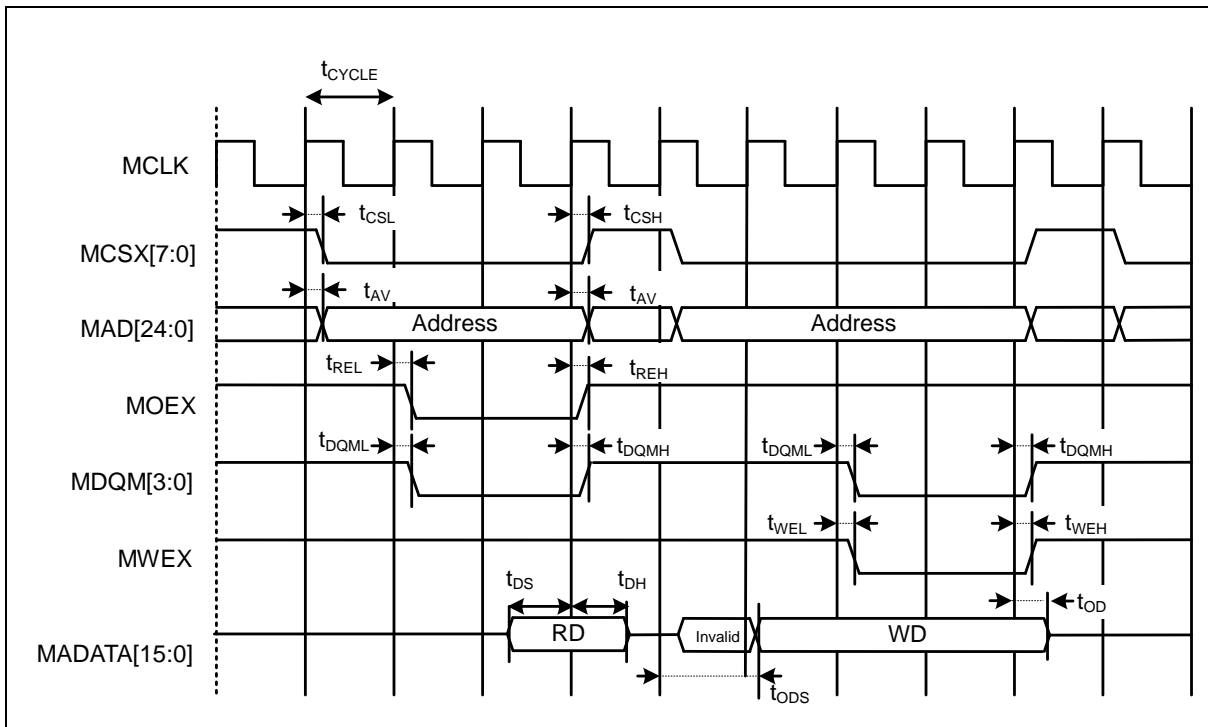 tCYCLE
MCLK
tCSL tCSH
MCSX[7:0]
tAV tAV
MAD[24:0] Address Address
tREL tREH
MOEX
tDQML tDQMH tDQML tDQMH
MDQM[3:0]
tWEL tWEH
MWEX
tDS tDH tOD
MADATA[15:0] RD Invalid WD
tODS